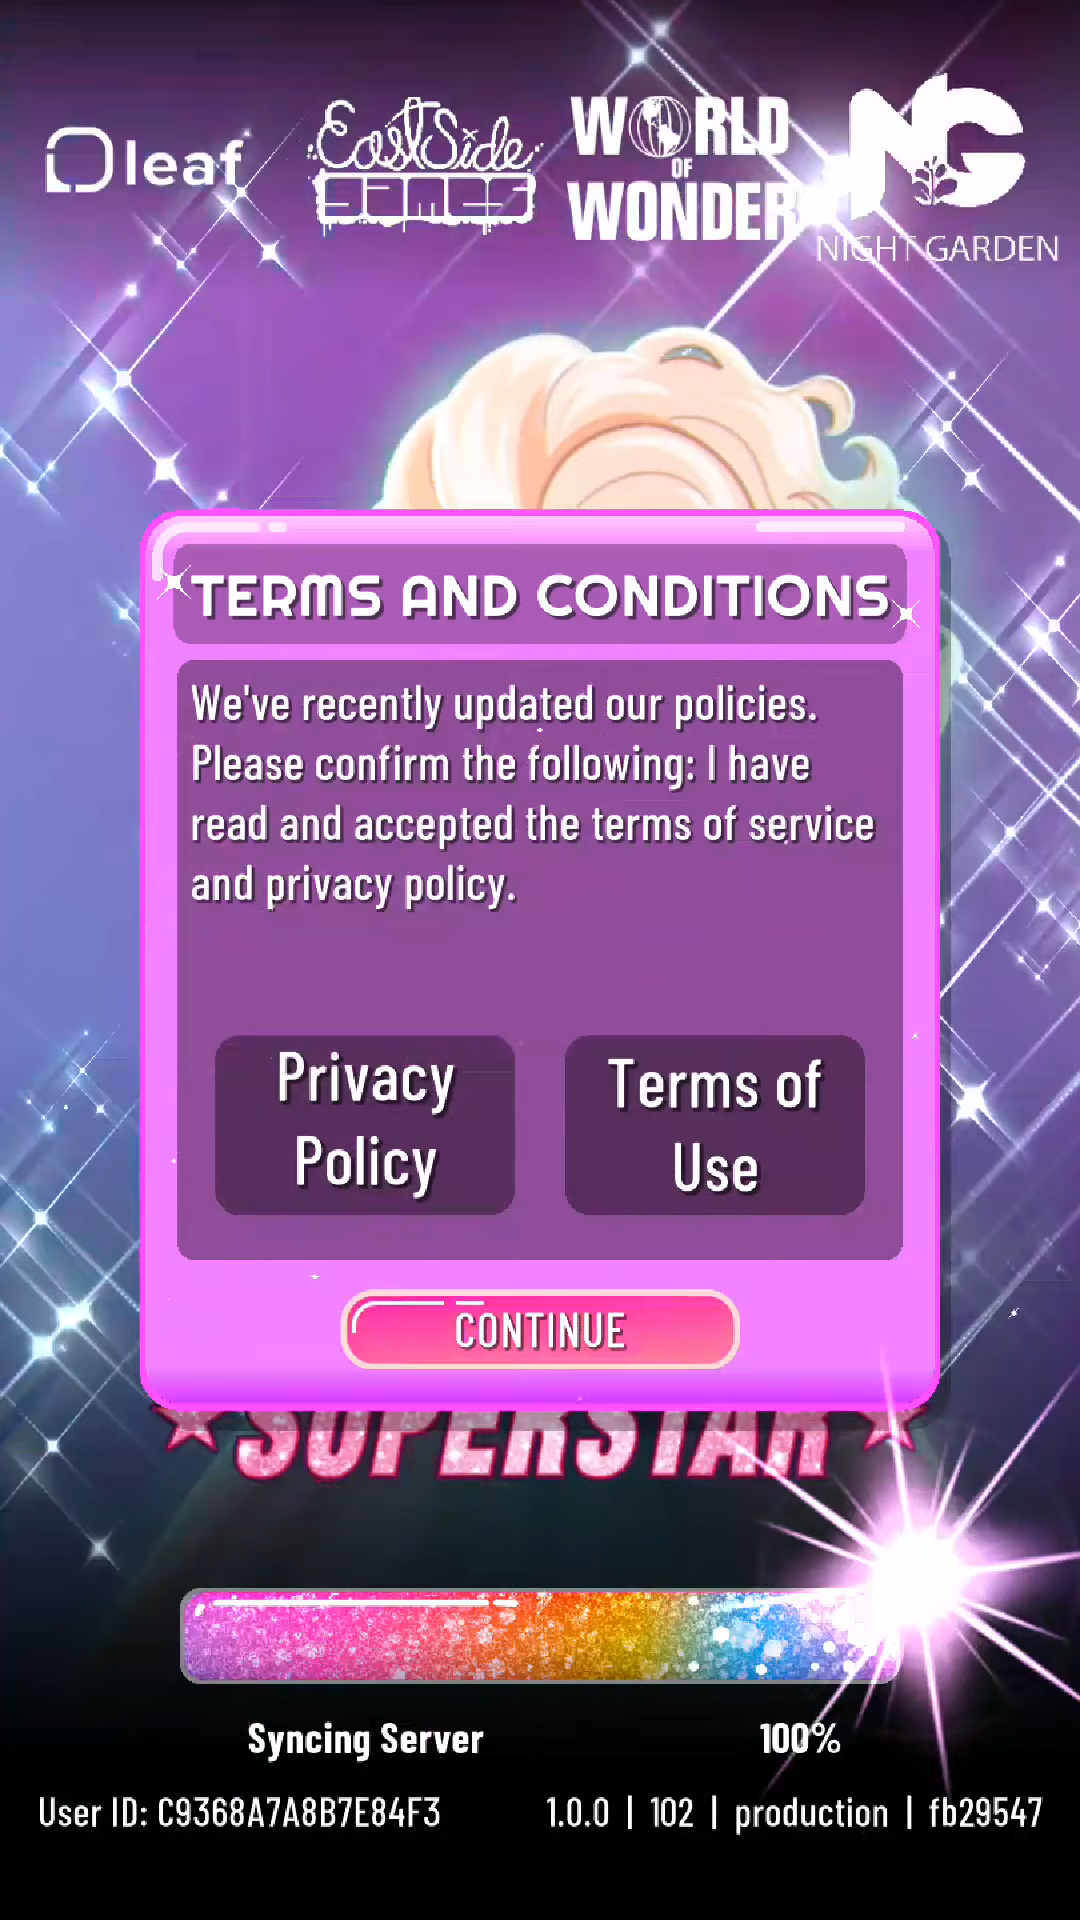 leaf
EastSide
GAMES
WORLD
OF
WONDER
NG
NIGHT GARDEN
TERMS AND CONDITIONS
We've recently updated our policies.
Please confirm the following: I have
read and accepted the terms of service
and privacy policy.
Privacy
Policy
Terms of
Use
CONTINUE
SUPERSTAR
Syncing Server
100%
User ID: C9368A7A8B7E84F3
1.0.0 | 102 | production | fb29547